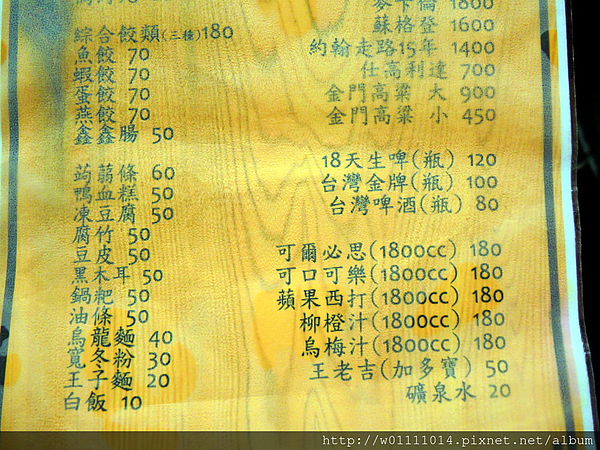 綜合餃類(三種)180
魚餃 70
蝦餃 70
蛋餃 70
燕餃 70
鑫鑫腸 50
蒟蒻條 60
鴨血糕 50
凍豆腐 50
腐竹 50
豆皮 50
黑木耳 50
鍋粑 50
油條 50
烏龍麵 40
寬冬粉 30
王子麵 20
白飯 10
麥卡倫 1800
蘇格登 1600
約翰走路15年 1400
仕高利達 700
金門高粱 大 900
金門高粱 小 450
18天生啤(瓶) 120
台灣金牌(瓶) 100
台灣啤酒(瓶) 80
可爾必思(1800cc) 180
可口可樂(1800cc) 180
蘋果西打(1800cc) 180
柳橙汁(1800cc) 180
烏梅汁(1800cc) 180
王老吉(加多寶) 50
礦泉水 20
http://w01111014.pixnet.net/album